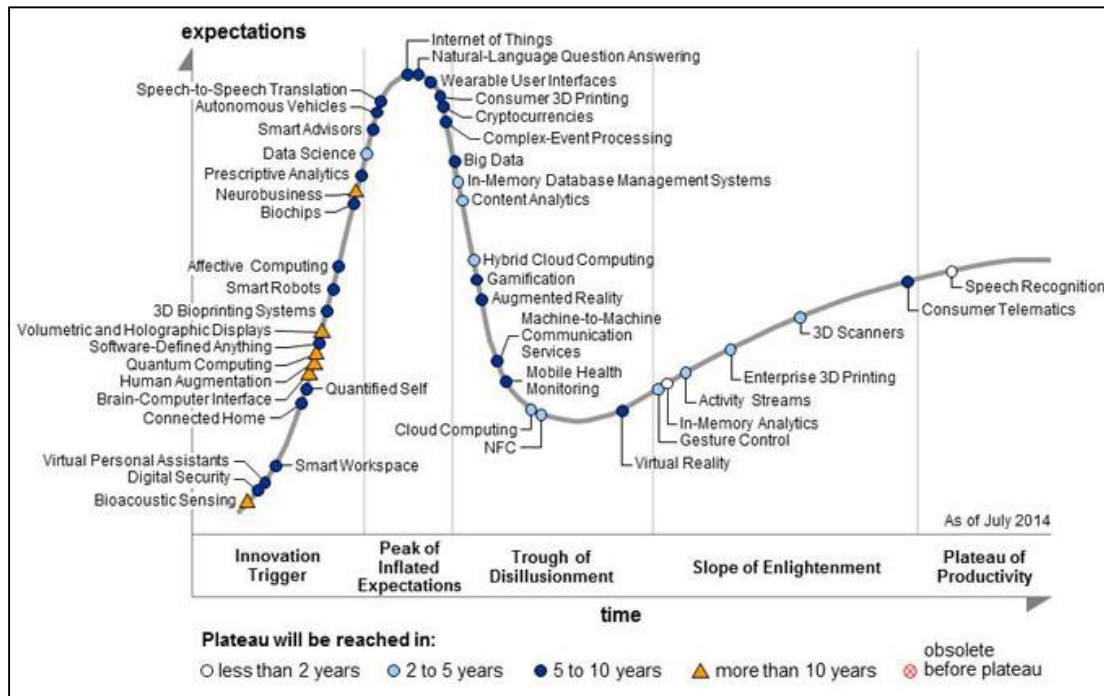 expectations
Internet of Things
Natural-Language Question Answering
Wearable User Interfaces
Consumer 3D Printing
Cryptocurrencies
Complex-Event Processing
Speech-to-Speech Translation
Autonomous Vehicles
Smart Advisors
Data Science
Prescriptive Analytics
Neurobusiness
Biochips
Big Data
In-Memory Database Management Systems
Content Analytics
Affective Computing
Smart Robots
3D Bioprinting Systems
Volumetric and Holographic Displays
Software-Defined Anything
Quantum Computing
Human Augmentation
Brain-Computer Interface
Connected Home
Quantified Self
Virtual Personal Assistants
Digital Security
Bioacoustic Sensing
Smart Workspace
Hybrid Cloud Computing
Gamification
Augmented Reality
Machine-to-Machine
Communication
Services
Mobile Health
Monitoring
Cloud Computing
NFC
Virtual Reality
Gesture Control
In-Memory Analytics
Activity Streams
Enterprise 3D Printing
3D Scanners
Consumer Telematics
Speech Recognition
As of July 2014
Innovation
Trigger
Peak of
Inflated
Expectations
Trough of
Disillusionment
Slope of Enlightenment
Plateau of
Productivity
time
Plateau will be reached in:
less than 2 years
2 to 5 years
5 to 10 years
more than 10 years
obsolete
before plateau